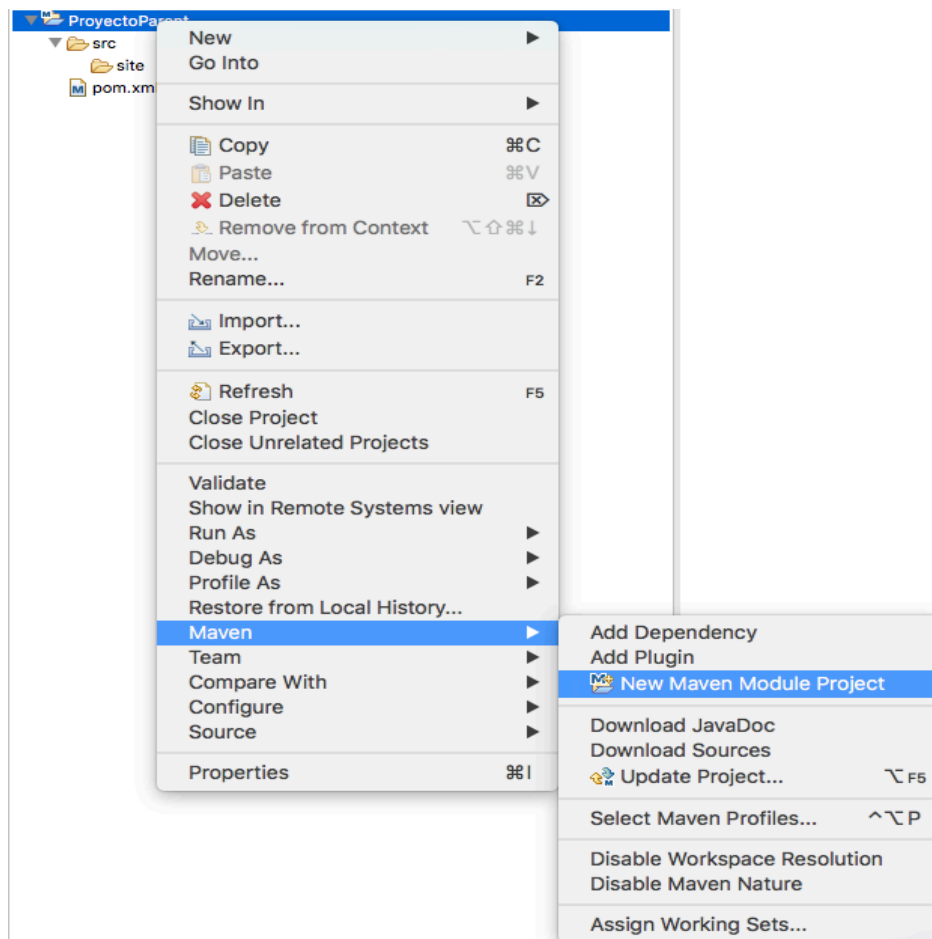 ProyectoParent
src
site
pom.xml
New
Go Into
Show In
Copy ⌘C
Paste ⌘V
Delete ⌦
Remove from Context ⌥⇧⌘↓
Move...
Rename... F2
Import...
Export...
Refresh F5
Close Project
Close Unrelated Projects
Validate
Show in Remote Systems view
Run As
Debug As
Profile As
Restore from Local History...
Maven
Team
Compare With
Configure
Source
Properties ⌘I
Add Dependency
Add Plugin
New Maven Module Project
Download JavaDoc
Download Sources
Update Project... ⌥F5
Select Maven Profiles... ^⌥P
Disable Workspace Resolution
Disable Maven Nature
Assign Working Sets...